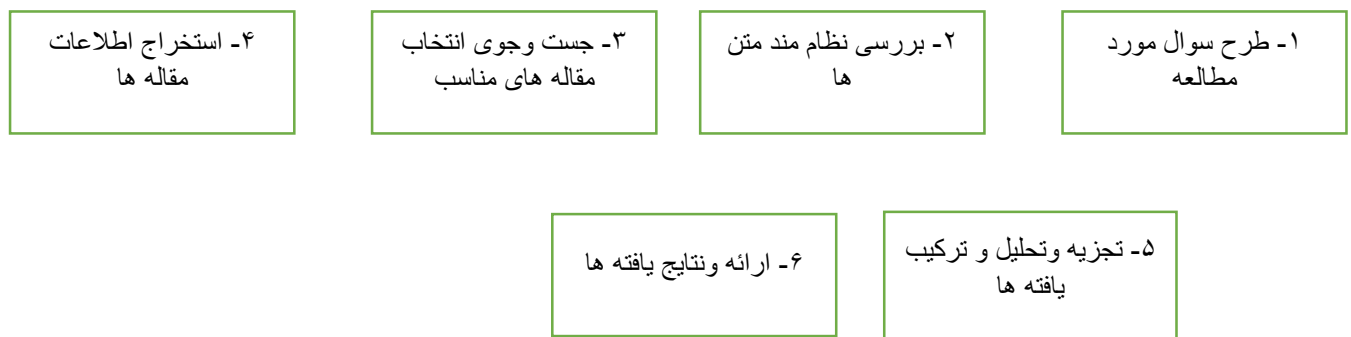 ۱- طرح سوال مورد
مطالعه
۲- بررسی نظام مند متن
ها
۳- جست وجوی انتخاب
مقاله های مناسب
۴- استخراج اطلاعات
مقاله ها
۵- تجزیه وتحلیل و ترکیب
یافته ها
۶- ارائه ونتایج یافته ها